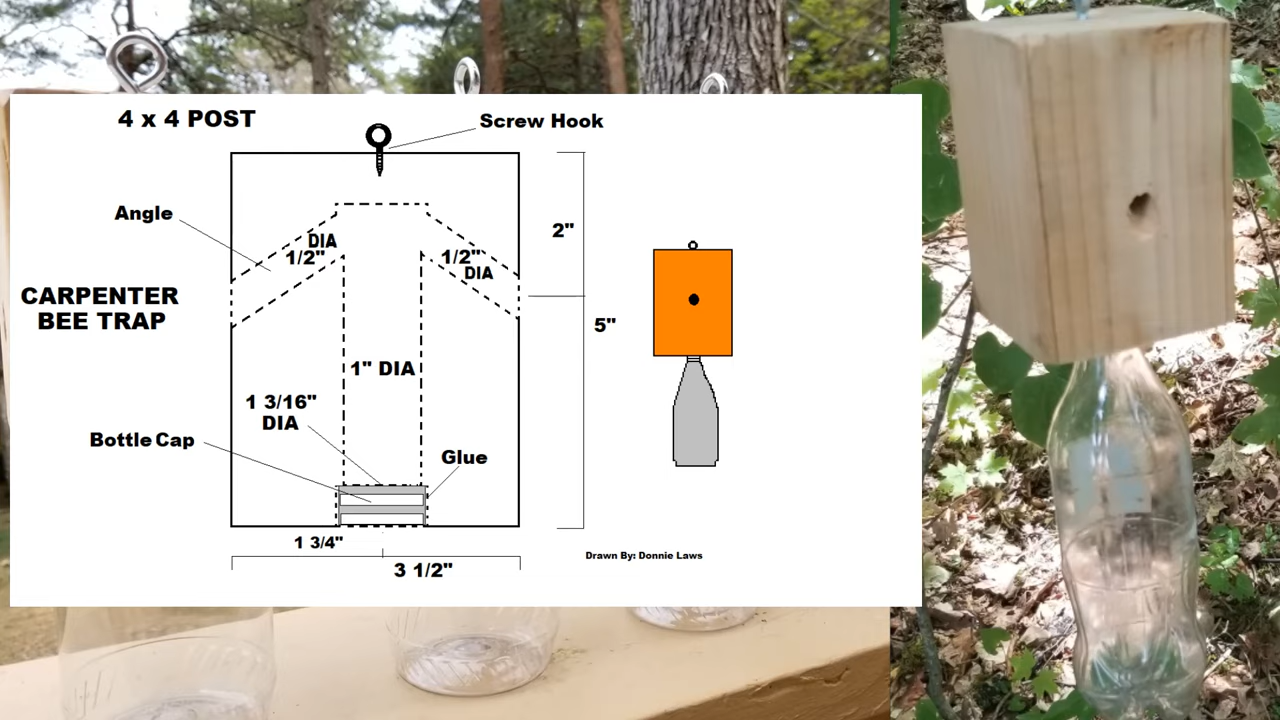 4 x 4 POST
Screw Hook
Angle
DIA
1/2"
1/2"
DIA
2"
CARPENTER
BEE TRAP
5"
1" DIA
1 3/16"
DIA
Bottle Cap
Glue
1 3/4"
3 1/2"
Drawn By: Donnie Laws